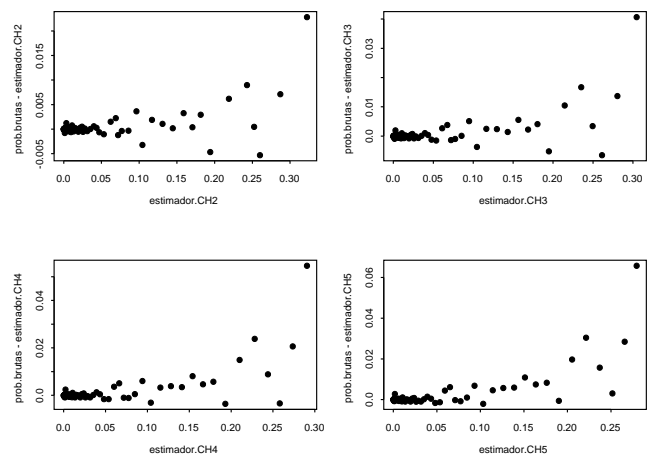 prob.brutas - estimador.CH2
-0.005 0.005 0.015
0.0 0.05 0.10 0.15 0.20 0.25 0.30
estimador.CH2
prob.brutas - estimador.CH3
0.0 0.01 0.03
0.0 0.05 0.10 0.15 0.20 0.25 0.30
estimador.CH3
prob.brutas - estimador.CH4
0.0 0.02 0.04
0.0 0.05 0.10 0.15 0.20 0.25 0.30
estimador.CH4
prob.brutas - estimador.CH5
0.0 0.02 0.04 0.06
0.0 0.05 0.10 0.15 0.20 0.25
estimador.CH5